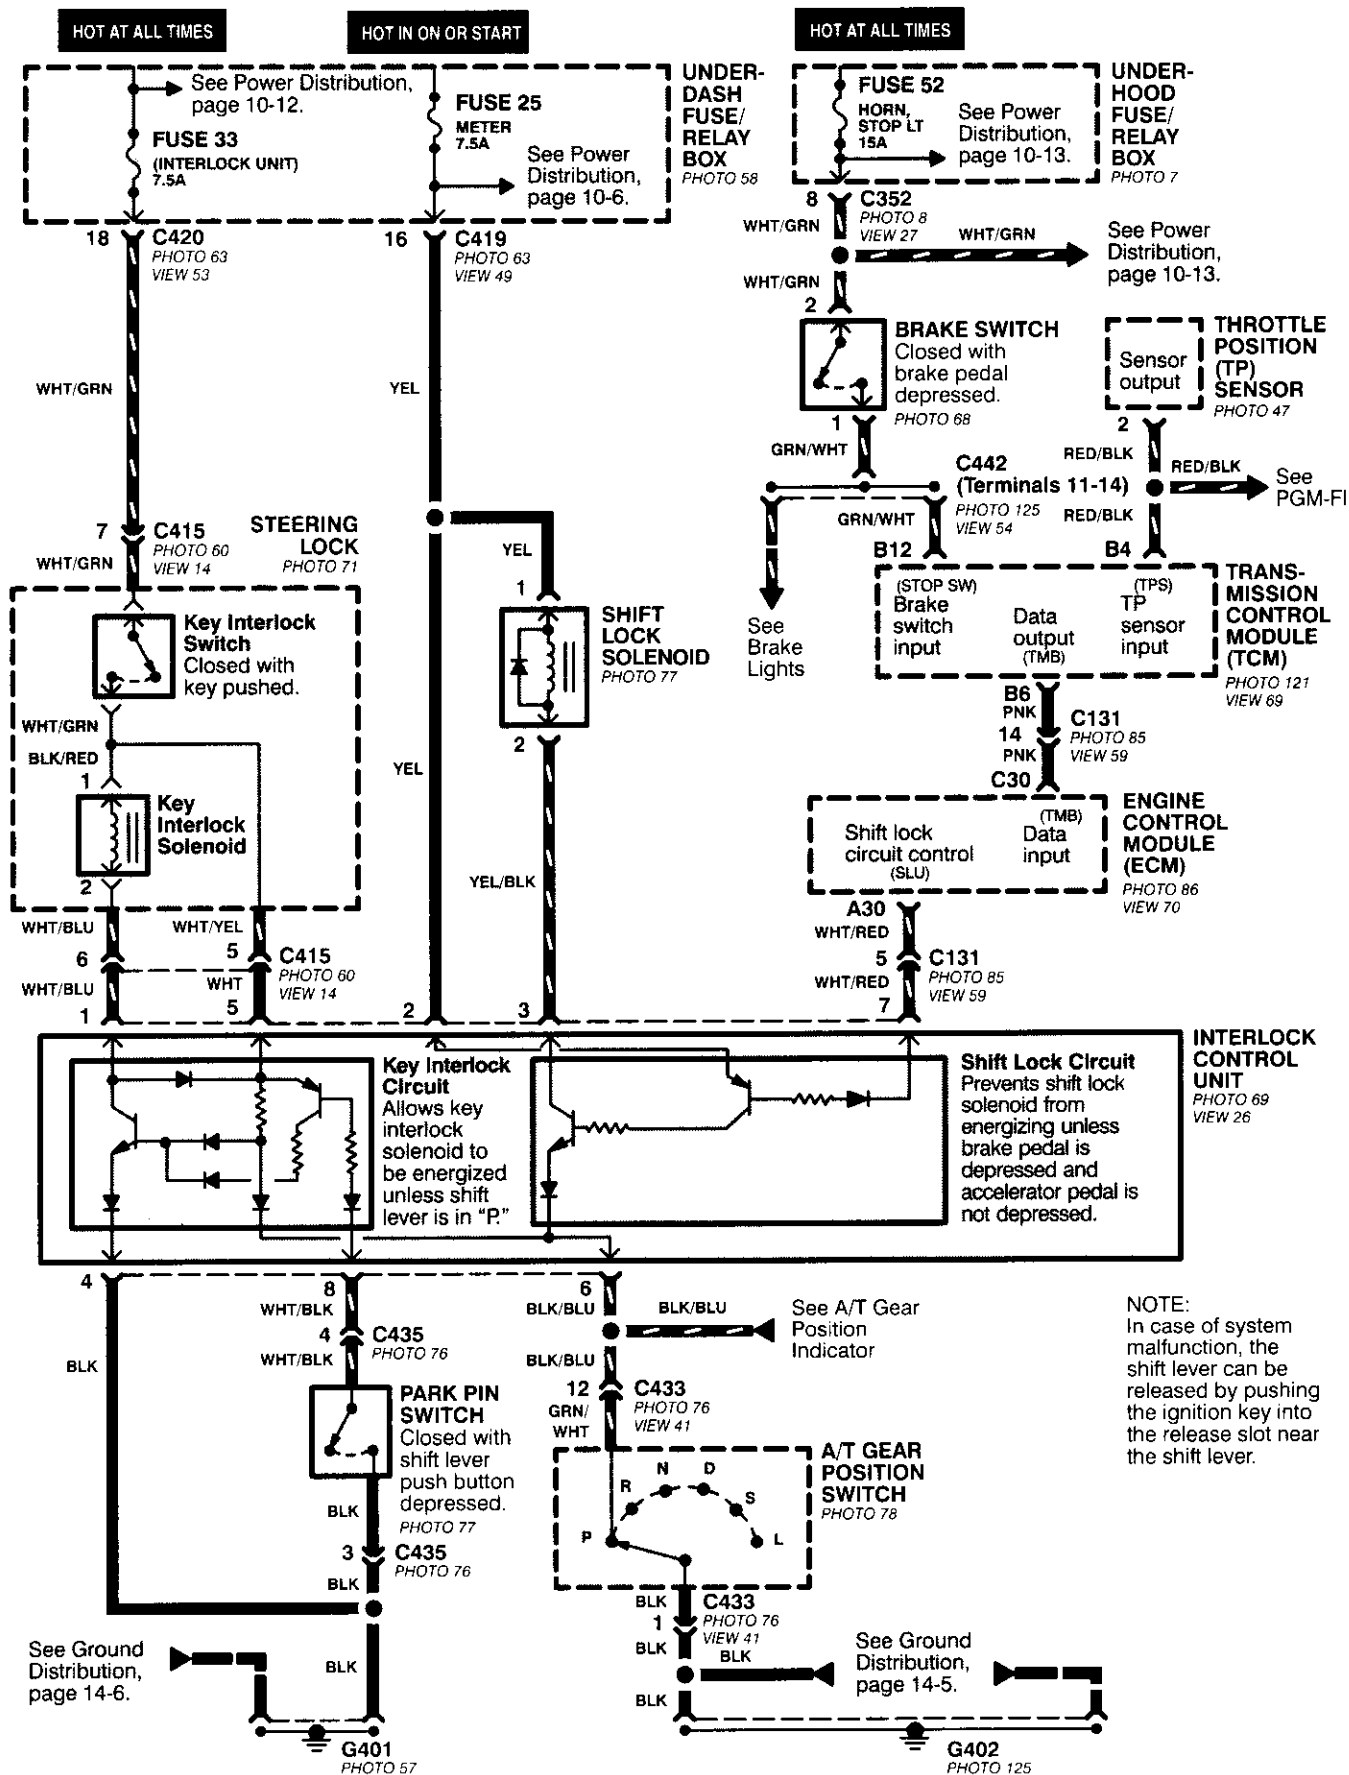 HOT AT ALL TIMES
HOT IN ON OR START
HOT AT ALL TIMES
See Power Distribution,
page 10-12.
FUSE 33
(INTERLOCK UNIT)
7.5A
FUSE 25
METER
7.5A
See Power
Distribution,
page 10-6.
UNDER-
DASH
FUSE/
RELAY
BOX
PHOTO 58
FUSE 52
HORN,
STOP LT
15A
See Power
Distribution,
page 10-13.
UNDER-
HOOD
FUSE/
RELAY
BOX
PHOTO 7
18
C420
PHOTO 63
VIEW 53
16
C419
PHOTO 63
VIEW 49
8
C352
PHOTO 8
VIEW 27
WHT/GRN
WHT/GRN
See Power
Distribution,
page 10-13.
WHT/GRN
2
BRAKE SWITCH
Closed with
brake pedal
depressed.
PHOTO 68
1
GRN/WHT
THROTTLE
POSITION
(TP)
SENSOR
PHOTO 47
Sensor
output
2
RED/BLK
RED/BLK
See
PGM-FI
RED/BLK
B4
C442
(Terminals 11-14)
PHOTO 125
VIEW 54
GRN/WHT
B12
See
Brake
Lights
WHT/GRN
YEL
7
C415
PHOTO 60
VIEW 14
WHT/GRN
STEERING
LOCK
PHOTO 71
YEL
1
SHIFT
LOCK
SOLENOID
PHOTO 77
2
(STOP SW)
Brake
switch
input
Data
output
(TMB)
(TPS)
TP
sensor
input
TRANS-
MISSION
CONTROL
MODULE
(TCM)
PHOTO 121
VIEW 69
Key Interlock
Switch
Closed with
key pushed.
WHT/GRN
BLK/RED
1
Key
Interlock
Solenoid
2
YEL
YEL/BLK
B6
PNK
14
C131
PHOTO 85
VIEW 59
PNK
C30
Shift lock
circuit control
(SLU)
(TMB)
Data
input
ENGINE
CONTROL
MODULE
(ECM)
PHOTO 86
VIEW 70
A30
WHT/RED
5
C131
PHOTO 85
VIEW 59
WHT/RED
7
WHT/BLU
WHT/YEL
6
5
C415
PHOTO 60
VIEW 14
WHT/BLU
WHT
1
5
2
3
Key Interlock
Circuit
Allows key
interlock
solenoid to
be energized
unless shift
lever is in “P.”
Shift Lock Circuit
Prevents shift lock
solenoid from
energizing unless
brake pedal is
depressed and
accelerator pedal is
not depressed.
INTERLOCK
CONTROL
UNIT
PHOTO 69
VIEW 26
4
8
6
WHT/BLK
4
C435
PHOTO 76
WHT/BLK
BLK
PARK PIN
SWITCH
Closed with
shift lever
push button
depressed.
PHOTO 77
BLK
3
C435
PHOTO 76
BLK
BLK
BLK/BLU
BLK/BLU
See A/T Gear
Position
Indicator
BLK/BLU
12
C433
PHOTO 76
VIEW 41
GRN/
WHT
P
R
N
D
S
L
A/T GEAR
POSITION
SWITCH
PHOTO 78
BLK
C433
1
PHOTO 76
VIEW 41
BLK
BLK
BLK
NOTE:
In case of system
malfunction, the
shift lever can be
released by pushing
the ignition key into
the release slot near
the shift lever.
See Ground
Distribution,
page 14-6.
See Ground
Distribution,
page 14-5.
G401
PHOTO 57
G402
PHOTO 125